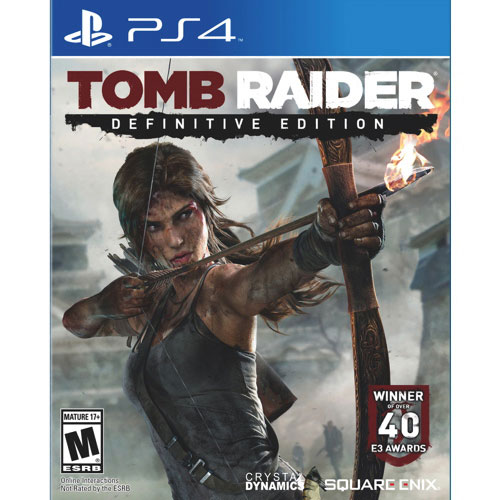 PS4
TOMB RAIDER
DEFINITIVE EDITION
WINNER
OF OVER
40
E3 AWARDS
MATURE 17+
M
ESRB
Online Interactions
Not Rated by the ESRB
CRYSTAL
DYNAMICS
SQUARE ENIX